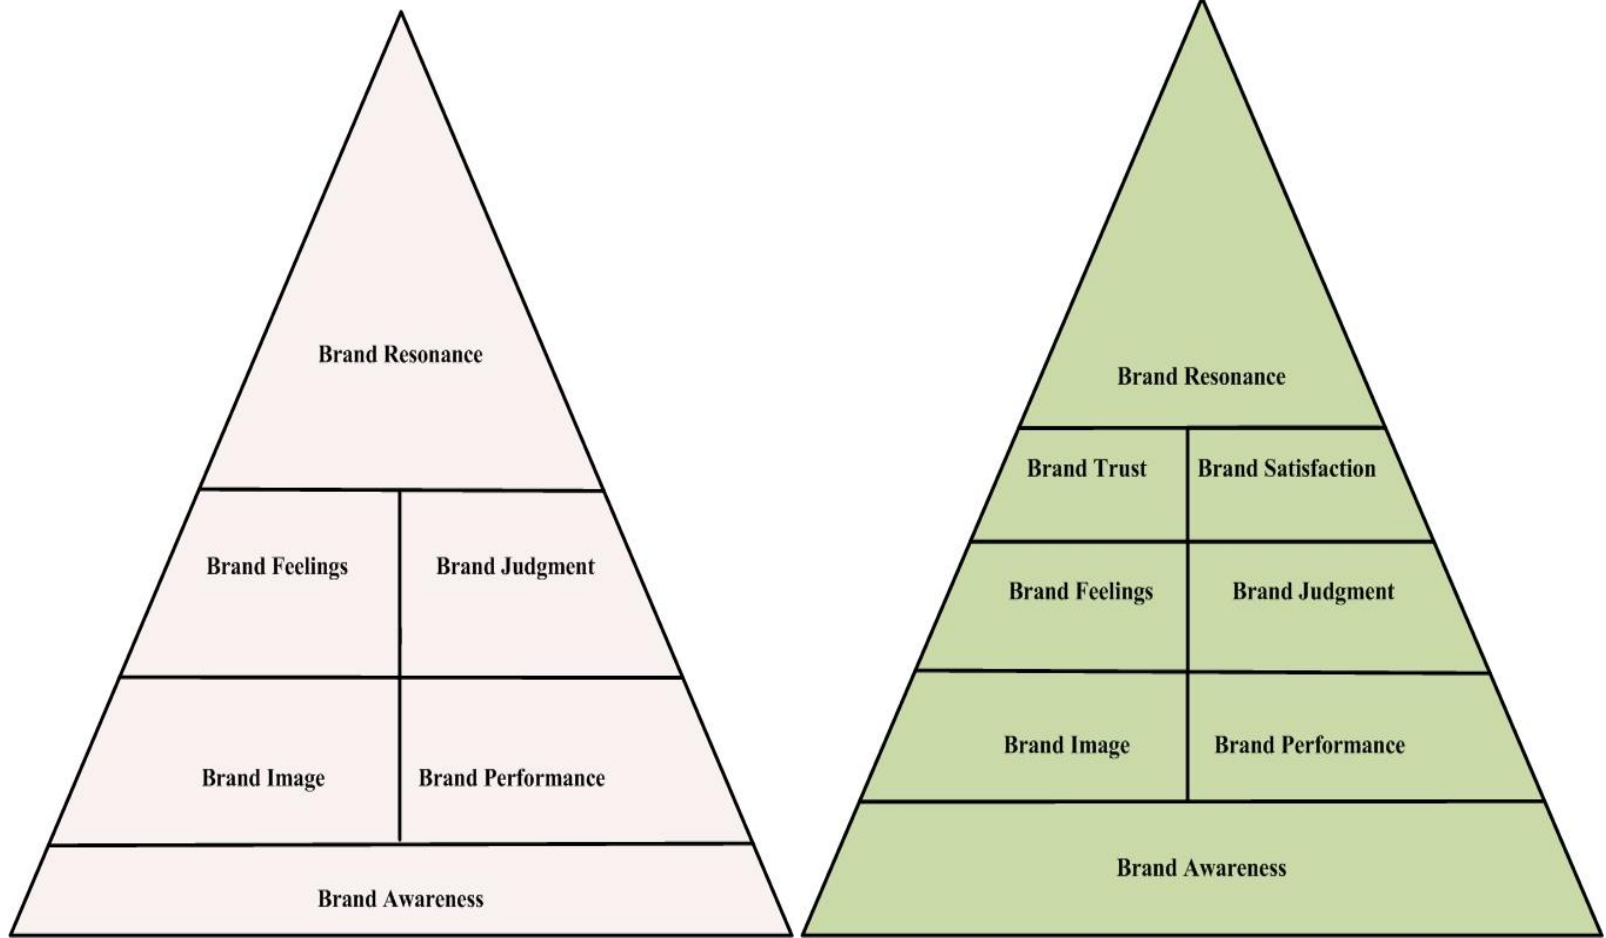 Brand Resonance
Brand Feelings
Brand Judgment
Brand Image
Brand Performance
Brand Awareness
Brand Resonance
Brand Trust
Brand Satisfaction
Brand Feelings
Brand Judgment
Brand Image
Brand Performance
Brand Awareness